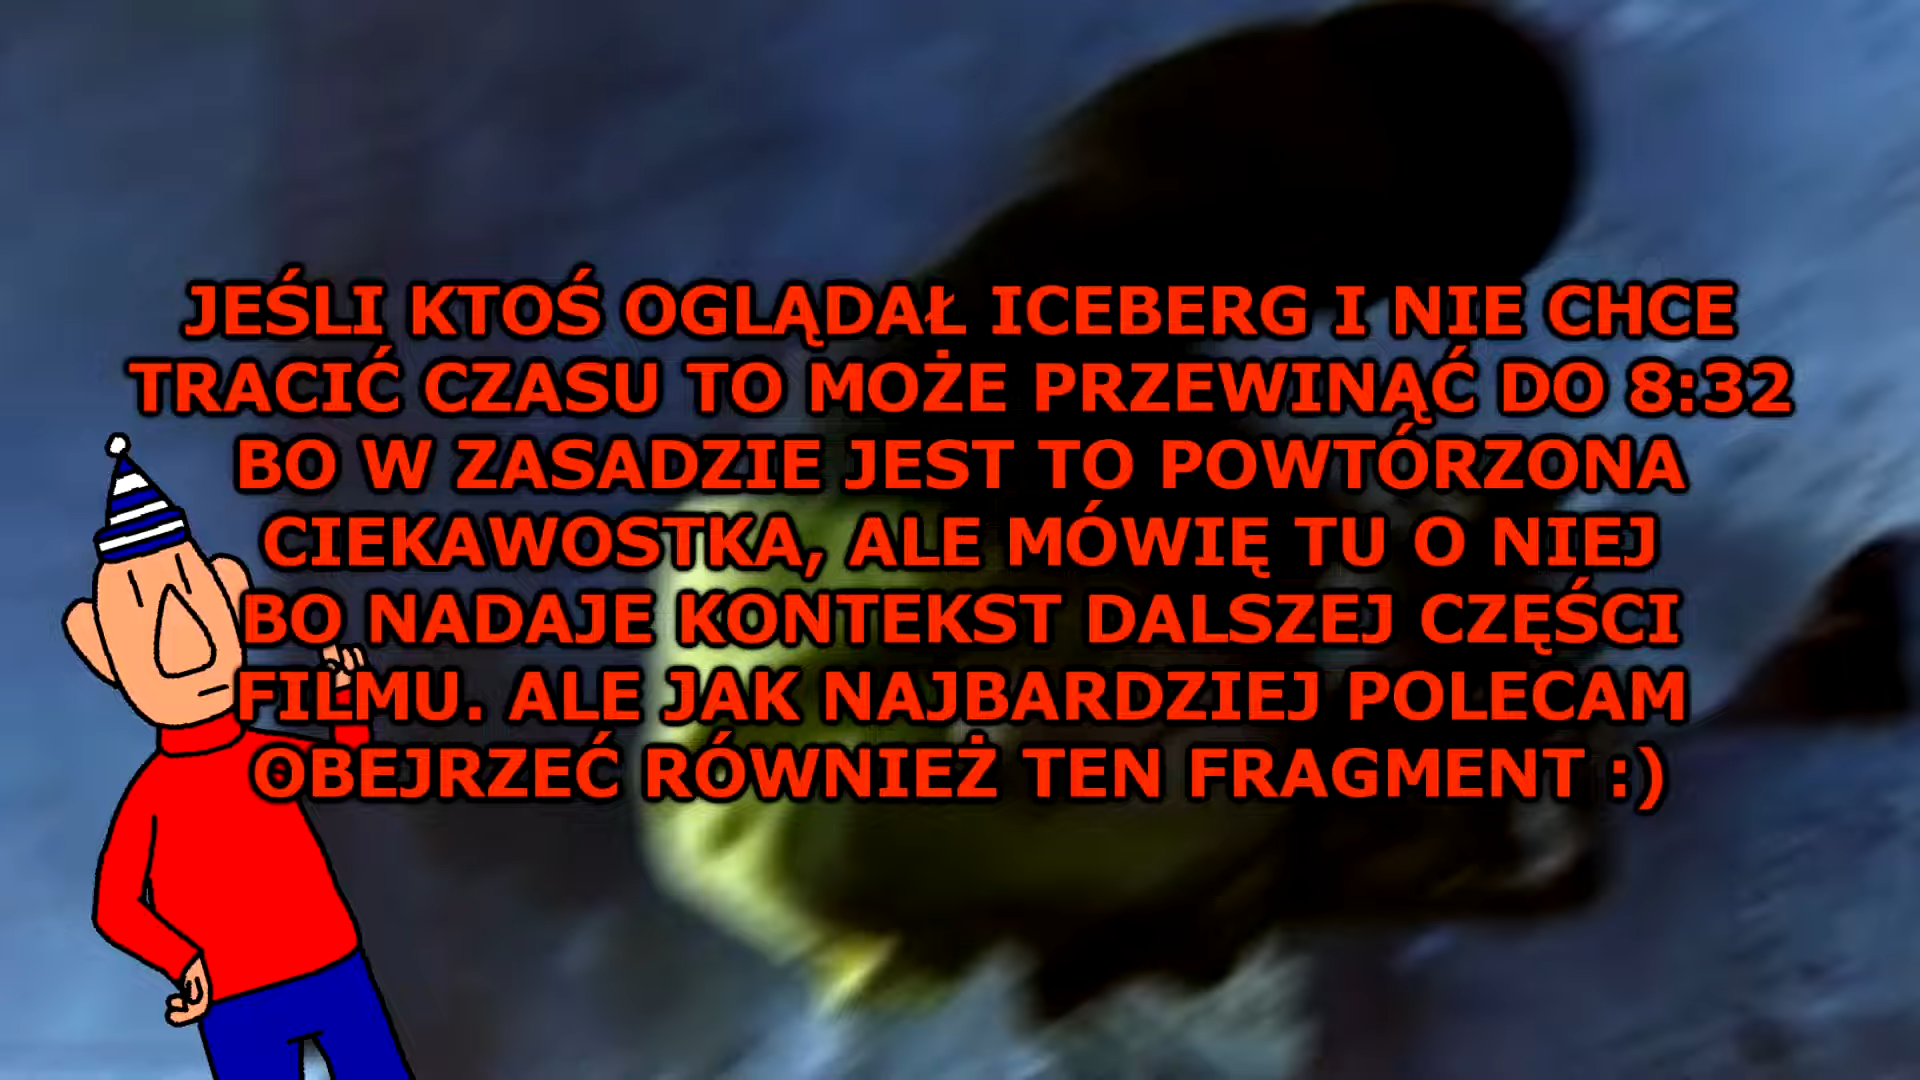 JEŚLI KTOŚ OGLĄDAŁ ICEBERG I NIE CHCE
TRACIĆ CZASU TO MOŻE PRZEWINĄĆ DO 8:32
BO W ZASADZIE JEST TO POWTÓRZONA
CIEKAWOSTKA, ALE MÓWIĘ TU O NIEJ
BO NADAJE KONTEKST DALSZEJ CZĘŚCI
FILMU. ALE JAK NAJBARDZIEJ POLECAM
OBEJRZEĆ RÓWNIEŻ TEN FRAGMENT :)